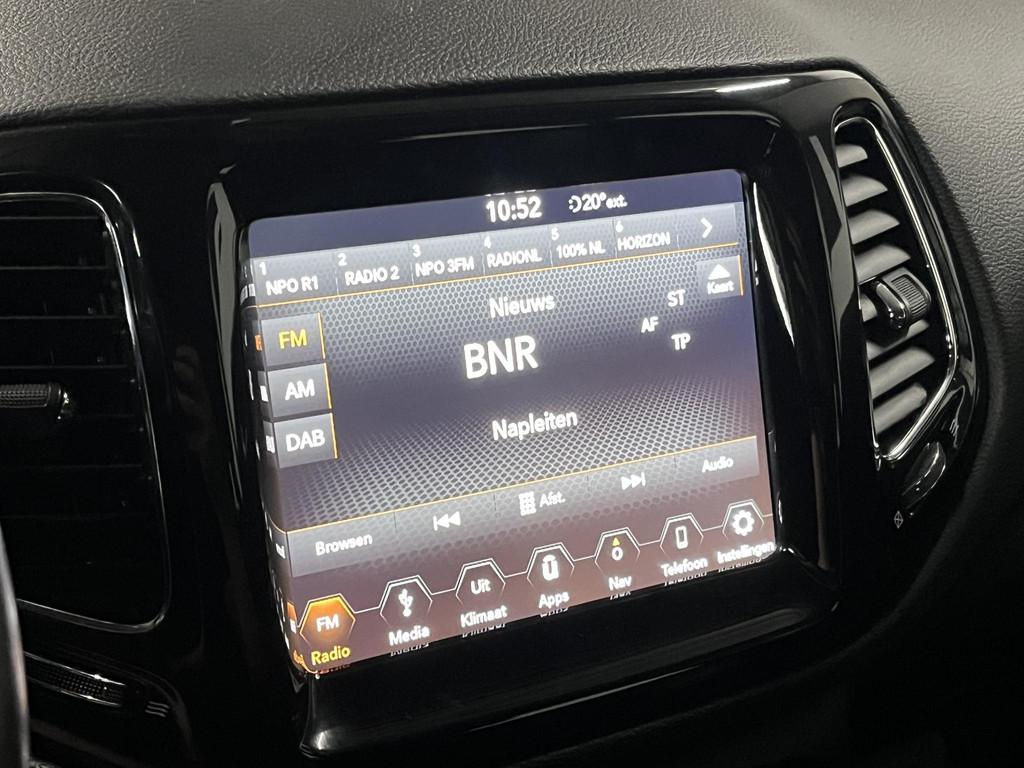 10:52 20° ext.
1 NPO R1
2 RADIO 2
3 NPO 3FM
4 RADIONL
5 100% NL
6 HORIZON
Kaart
Nieuws
ST
AF
TP
FM
BNR
AM
DAB
Napleiten
Browsen
Afst.
Audio
FM
Radio
Media
Uit
Klimaat
Apps
Nav
Telefoon
Instellingen